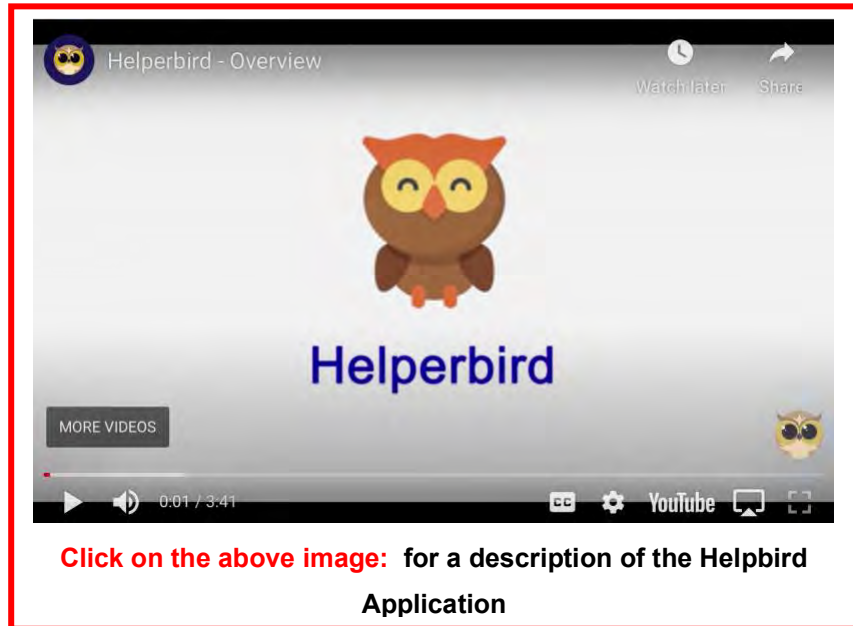 Helperbird - Overview
Watch later
Share
Helperbird
MORE VIDEOS
0:01 / 3:41
CC
YouTube
Click on the above image: for a description of the Helpbird
Application